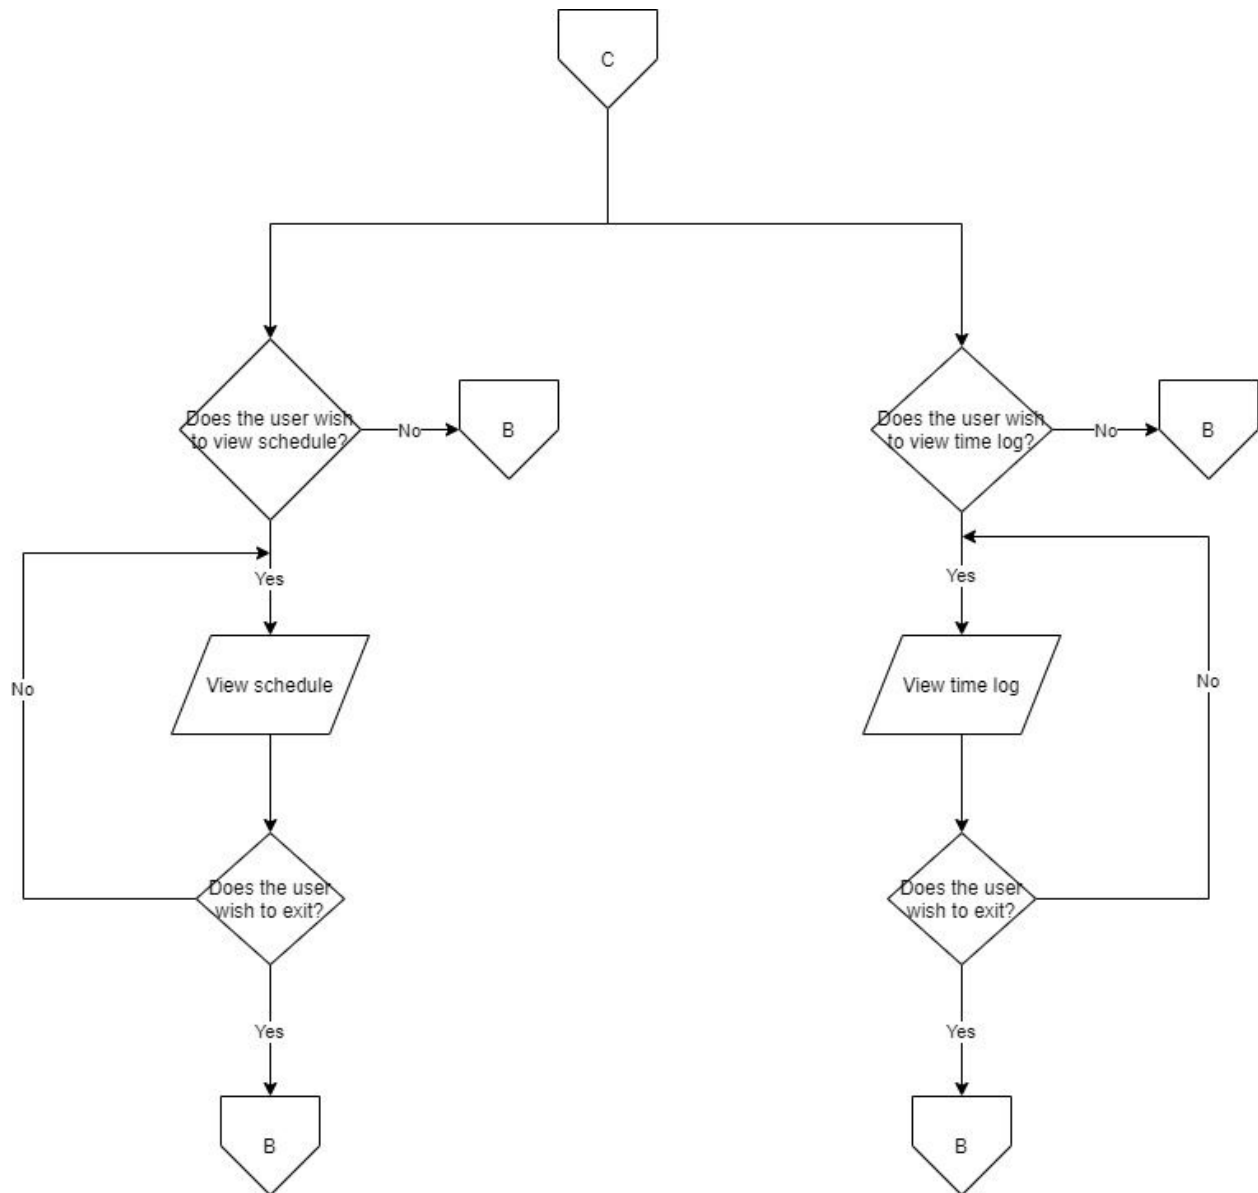 C
Does the user wish
to view schedule?
No
B
Does the user wish
to view time log?
No
B
Yes
Yes
View schedule
View time log
No
No
Does the user
wish to exit?
Does the user
wish to exit?
Yes
Yes
B
B